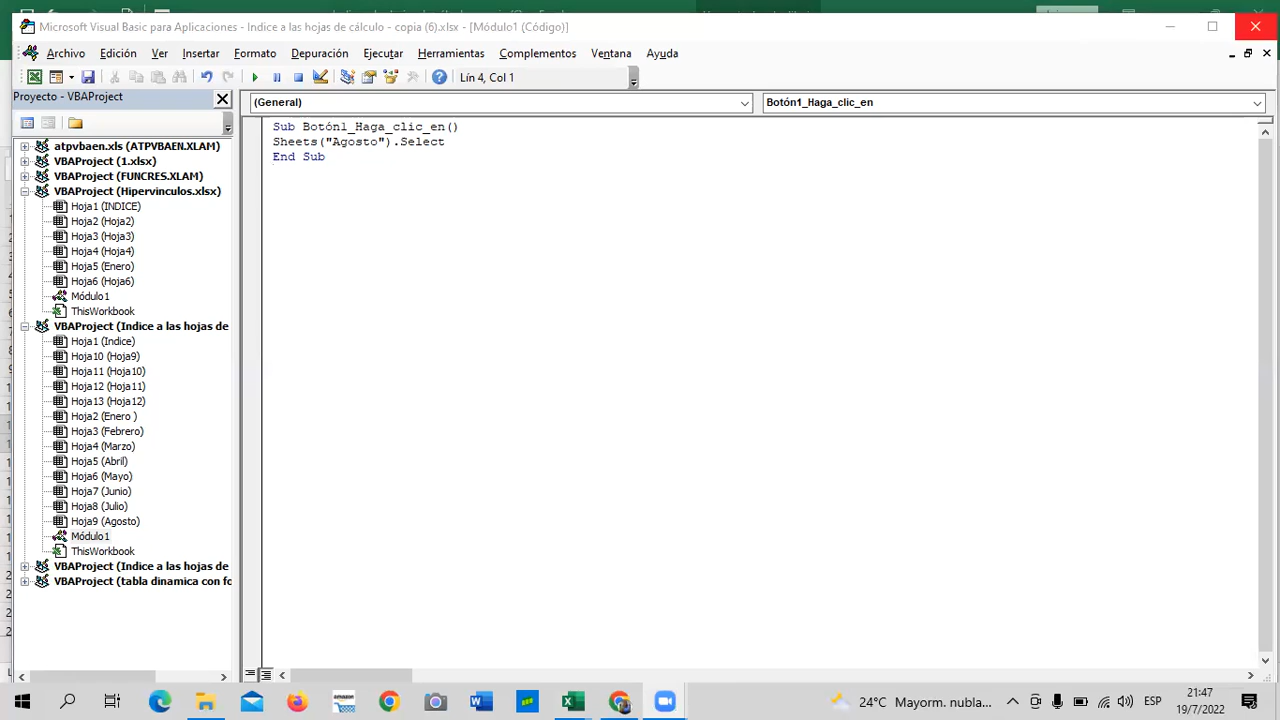 Microsoft Visual Basic para Aplicaciones - Indice a las hojas de cálculo - copia (6).xlsx - [Módulo1 (Código)]
Archivo Edición Ver Insertar Formato Depuración Ejecutar Herramientas Complementos Ventana Ayuda
Lín 4, Col 1
Proyecto - VBAProject
(General)
Botón1_Haga_clic_en
Sub Botón1_Haga_clic_en()
Sheets("Agosto").Select
End Sub
atpvbaen.xls (ATPVBAEN.XLAM)
VBAProject (1.xlsx)
VBAProject (FUNCRES.XLAM)
VBAProject (Hipervinculos.xlsx)
Hoja1 (INDICE)
Hoja2 (Hoja2)
Hoja3 (Hoja3)
Hoja4 (Hoja4)
Hoja5 (Enero)
Hoja6 (Hoja6)
Módulo1
ThisWorkbook
VBAProject (Indice a las hojas de
Hoja1 (Indice)
Hoja10 (Hoja9)
Hoja11 (Hoja10)
Hoja12 (Hoja11)
Hoja13 (Hoja12)
Hoja2 (Enero )
Hoja3 (Febrero)
Hoja4 (Marzo)
Hoja5 (Abril)
Hoja6 (Mayo)
Hoja7 (Junio)
Hoja8 (Julio)
Hoja9 (Agosto)
Módulo1
ThisWorkbook
VBAProject (Indice a las hojas de
VBAProject (tabla dinamica con fo
24°C Mayorm. nubla...
ESP
21:47
19/7/2022